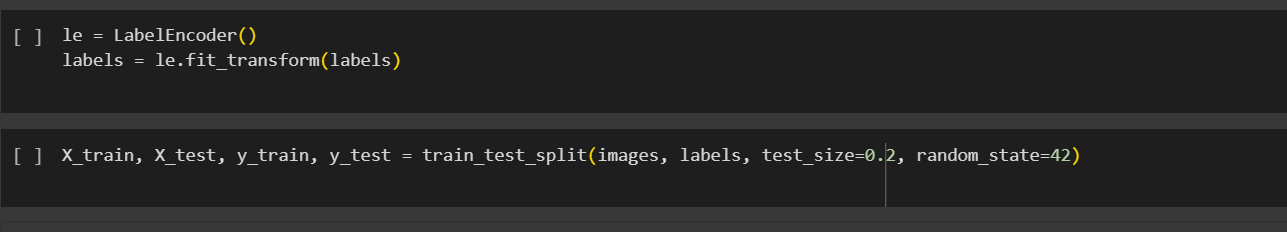 [ ] le = LabelEncoder()
labels = le.fit_transform(labels)
[ ] X_train, X_test, y_train, y_test = train_test_split(images, labels, test_size=0.2, random_state=42)